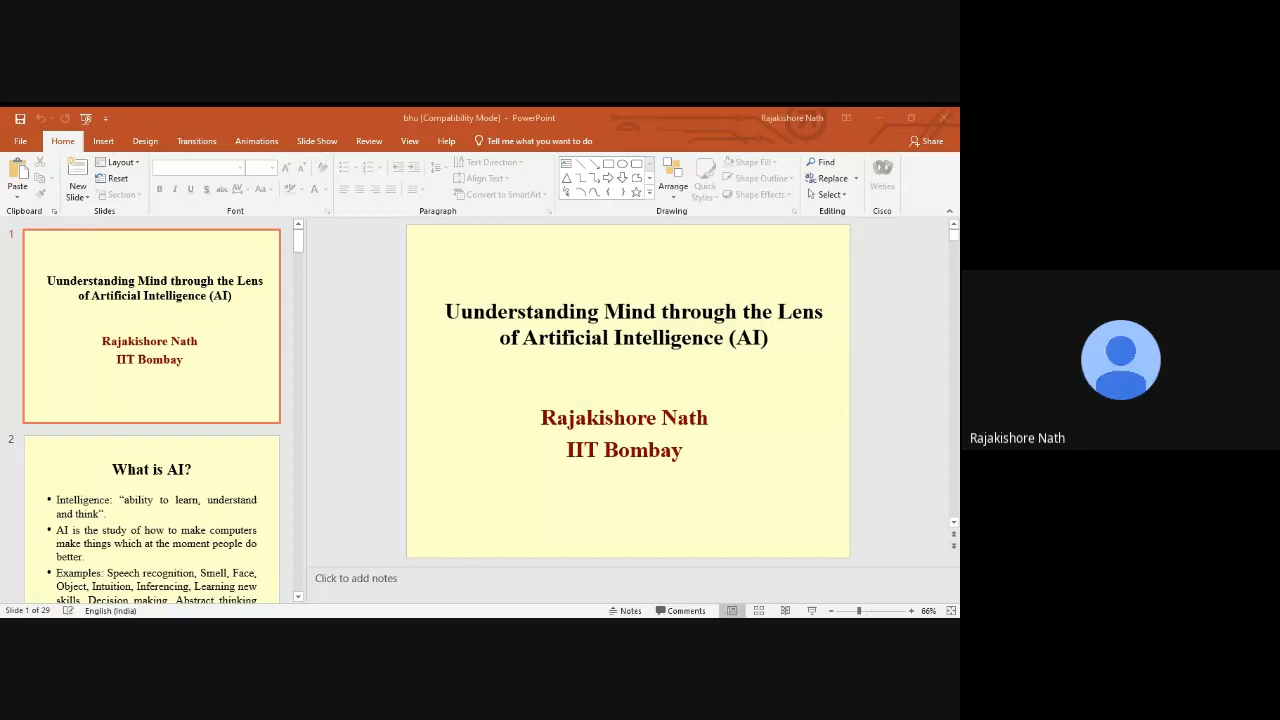 bhu [Compatibility Mode] - PowerPoint
Rajakishore Nath
File Home Insert Design Transitions Animations Slide Show Review View Help Tell me what you want to do Share
Paste
Clipboard
New
Slide
Layout
Reset
Section
Slides
B I U S abc AV Aa A
Font
Text Direction
Align Text
Convert to SmartArt
Paragraph
Arrange
Quick
Styles
Shape Fill
Shape Outline
Shape Effects
Drawing
Find
Replace
Select
Editing
Webex
Cisco
1
Uunderstanding Mind through the Lens
of Artificial Intelligence (AI)
Rajakishore Nath
IIT Bombay
2
What is AI?
• Intelligence: “ability to learn, understand
and think“.
• AI is the study of how to make computers
make things which at the moment people do
better.
• Examples: Speech recognition, Smell, Face,
Object, Intuition, Inferencing, Learning new
skills, Decision making, Abstract thinking
Uunderstanding Mind through the Lens
of Artificial Intelligence (AI)
Rajakishore Nath
IIT Bombay
Click to add notes
Slide 1 of 29 English (India) Notes Comments 66%
Rajakishore Nath